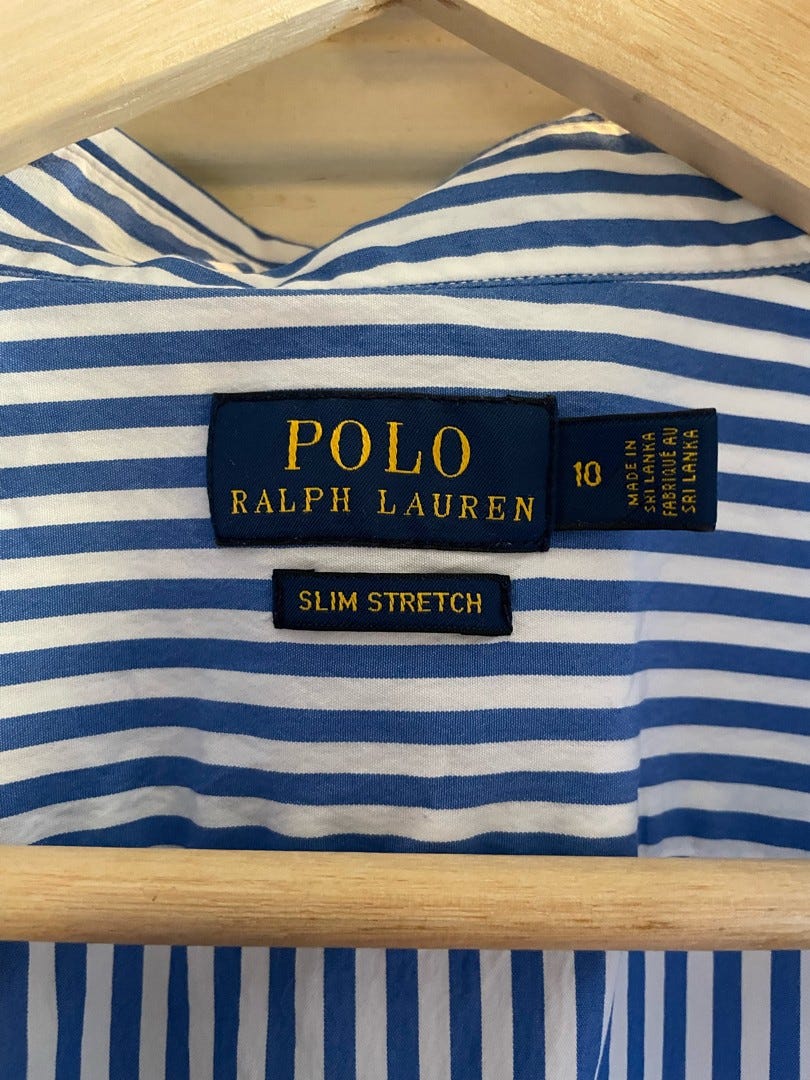 POLO
RALPH LAUREN
10
MADE IN
SRI LANKA
FABRIQUÉ AU
SRI LANKA
SLIM STRETCH